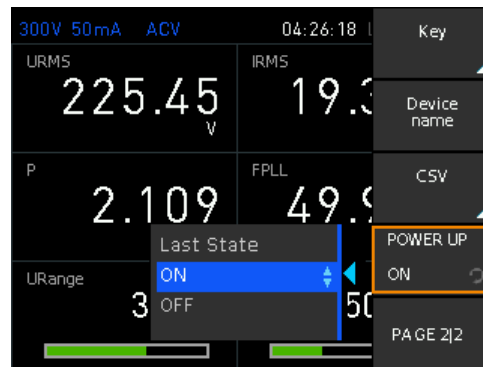 300V 50mA ACV 04:26:18
URMS
225.45
V
IRMS
19.
P
2.109
FPLL
49.9
URange
3
50
Last State
ON
OFF
Key
Device
name
CSV
POWER UP
ON
PAGE 2|2